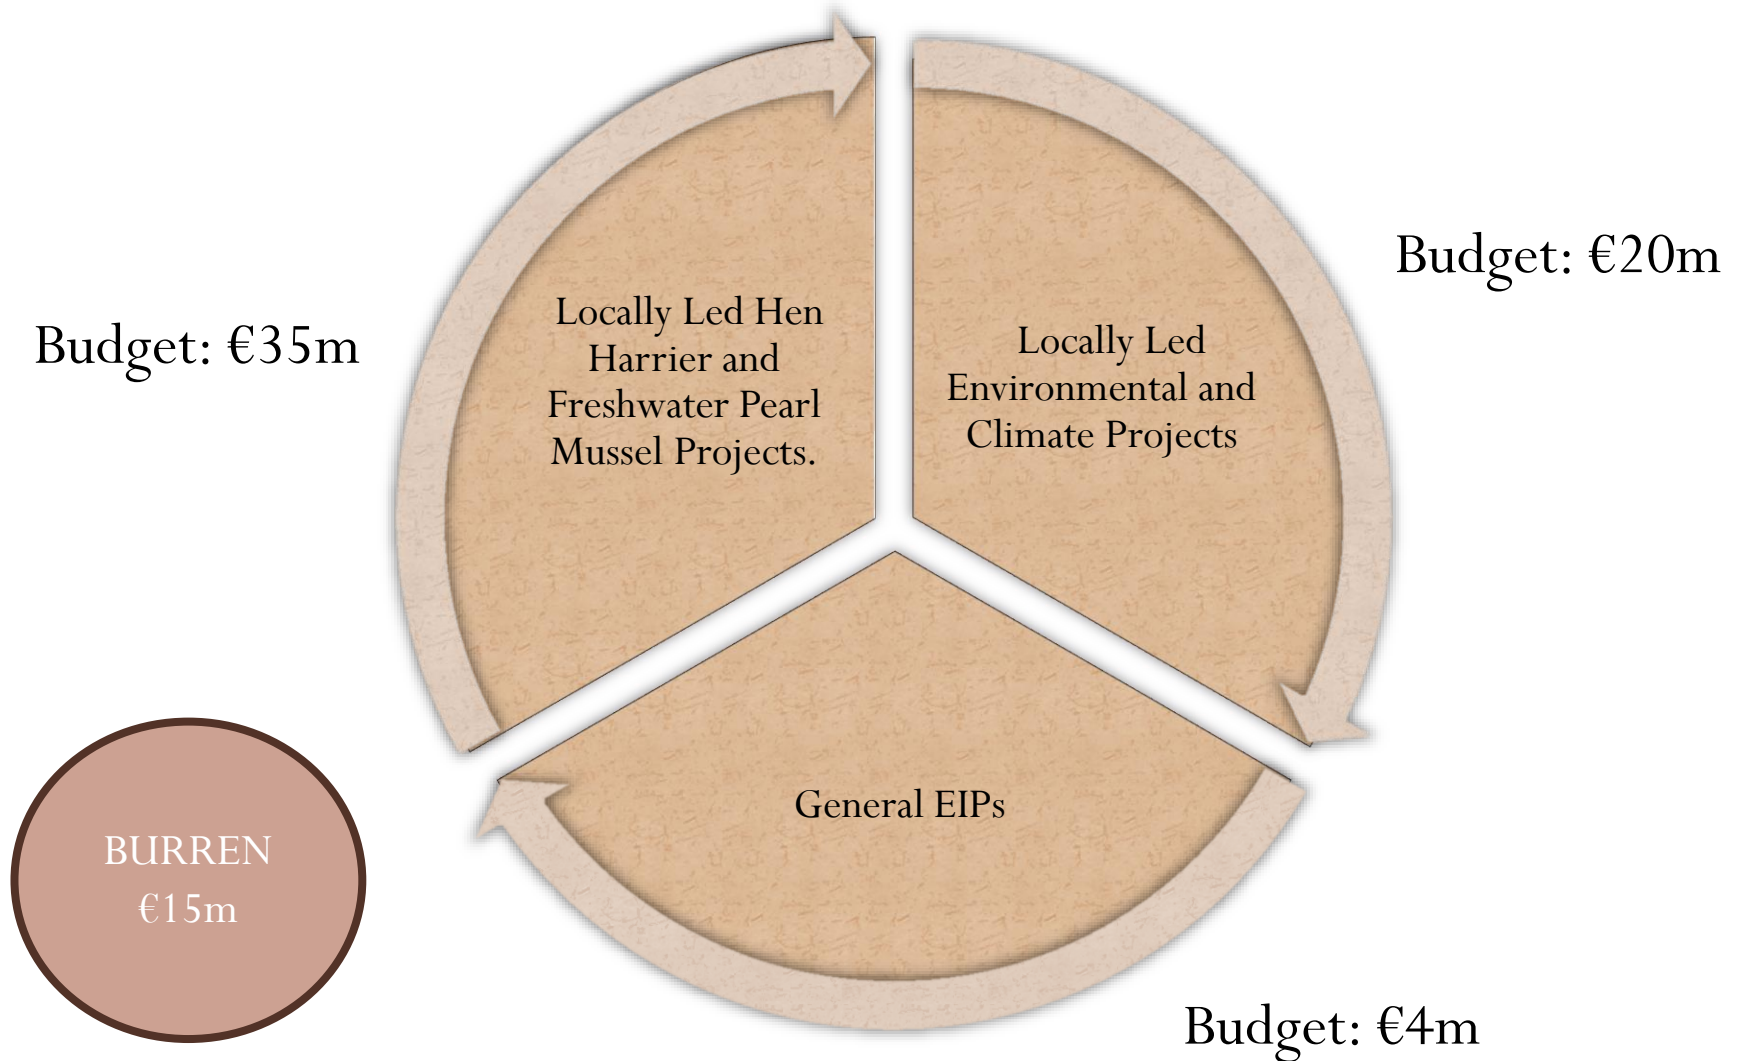 Budget: €35m
Locally Led Hen
Harrier and
Freshwater Pearl
Mussel Projects.
Locally Led
Environmental and
Climate Projects
Budget: €20m
General EIPs
Budget: €4m
BURREN
€15m